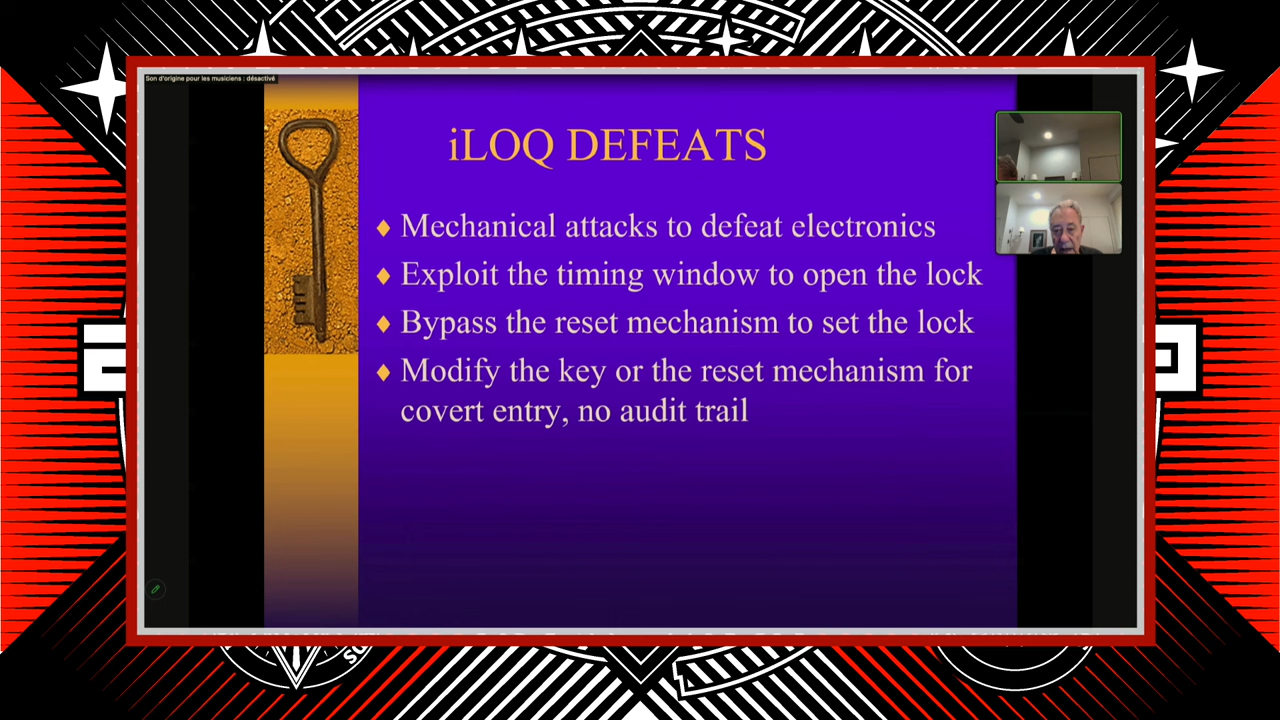 Son d'origine pour les musiciens : désactivé
iLOQ DEFEATS
♦ Mechanical attacks to defeat electronics
♦ Exploit the timing window to open the lock
♦ Bypass the reset mechanism to set the lock
♦ Modify the key or the reset mechanism for
covert entry, no audit trail